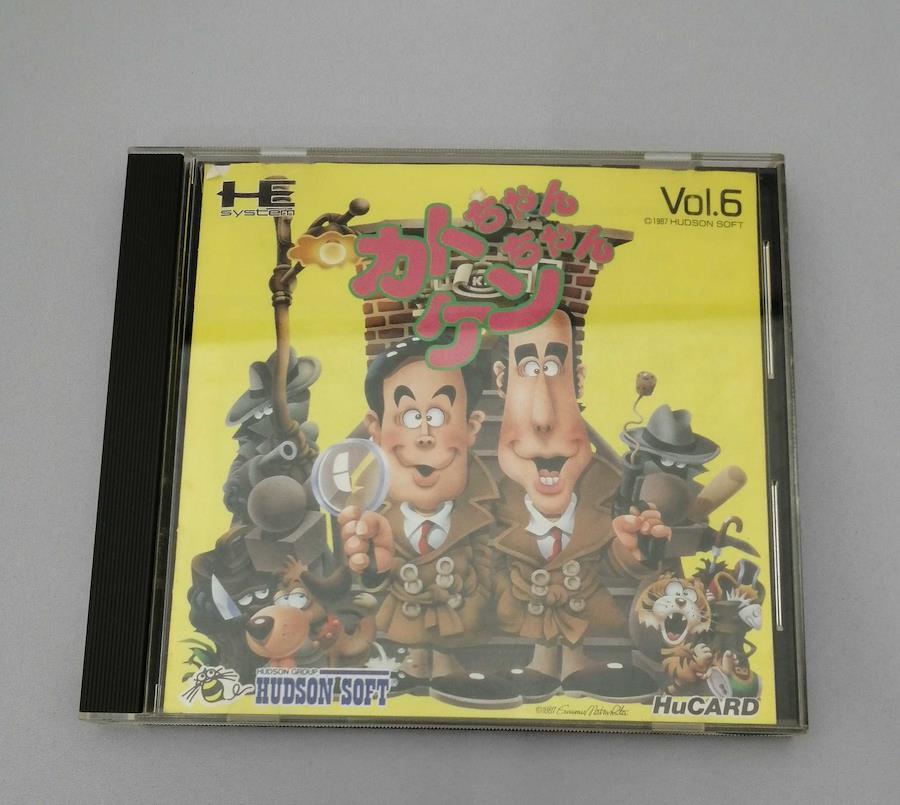 HE
system
Vol.6
©1987 HUDSON SOFT
カトちゃん
ケンちゃん
HUDSON GROUP
HUDSON SOFT
©1987
HuCARD